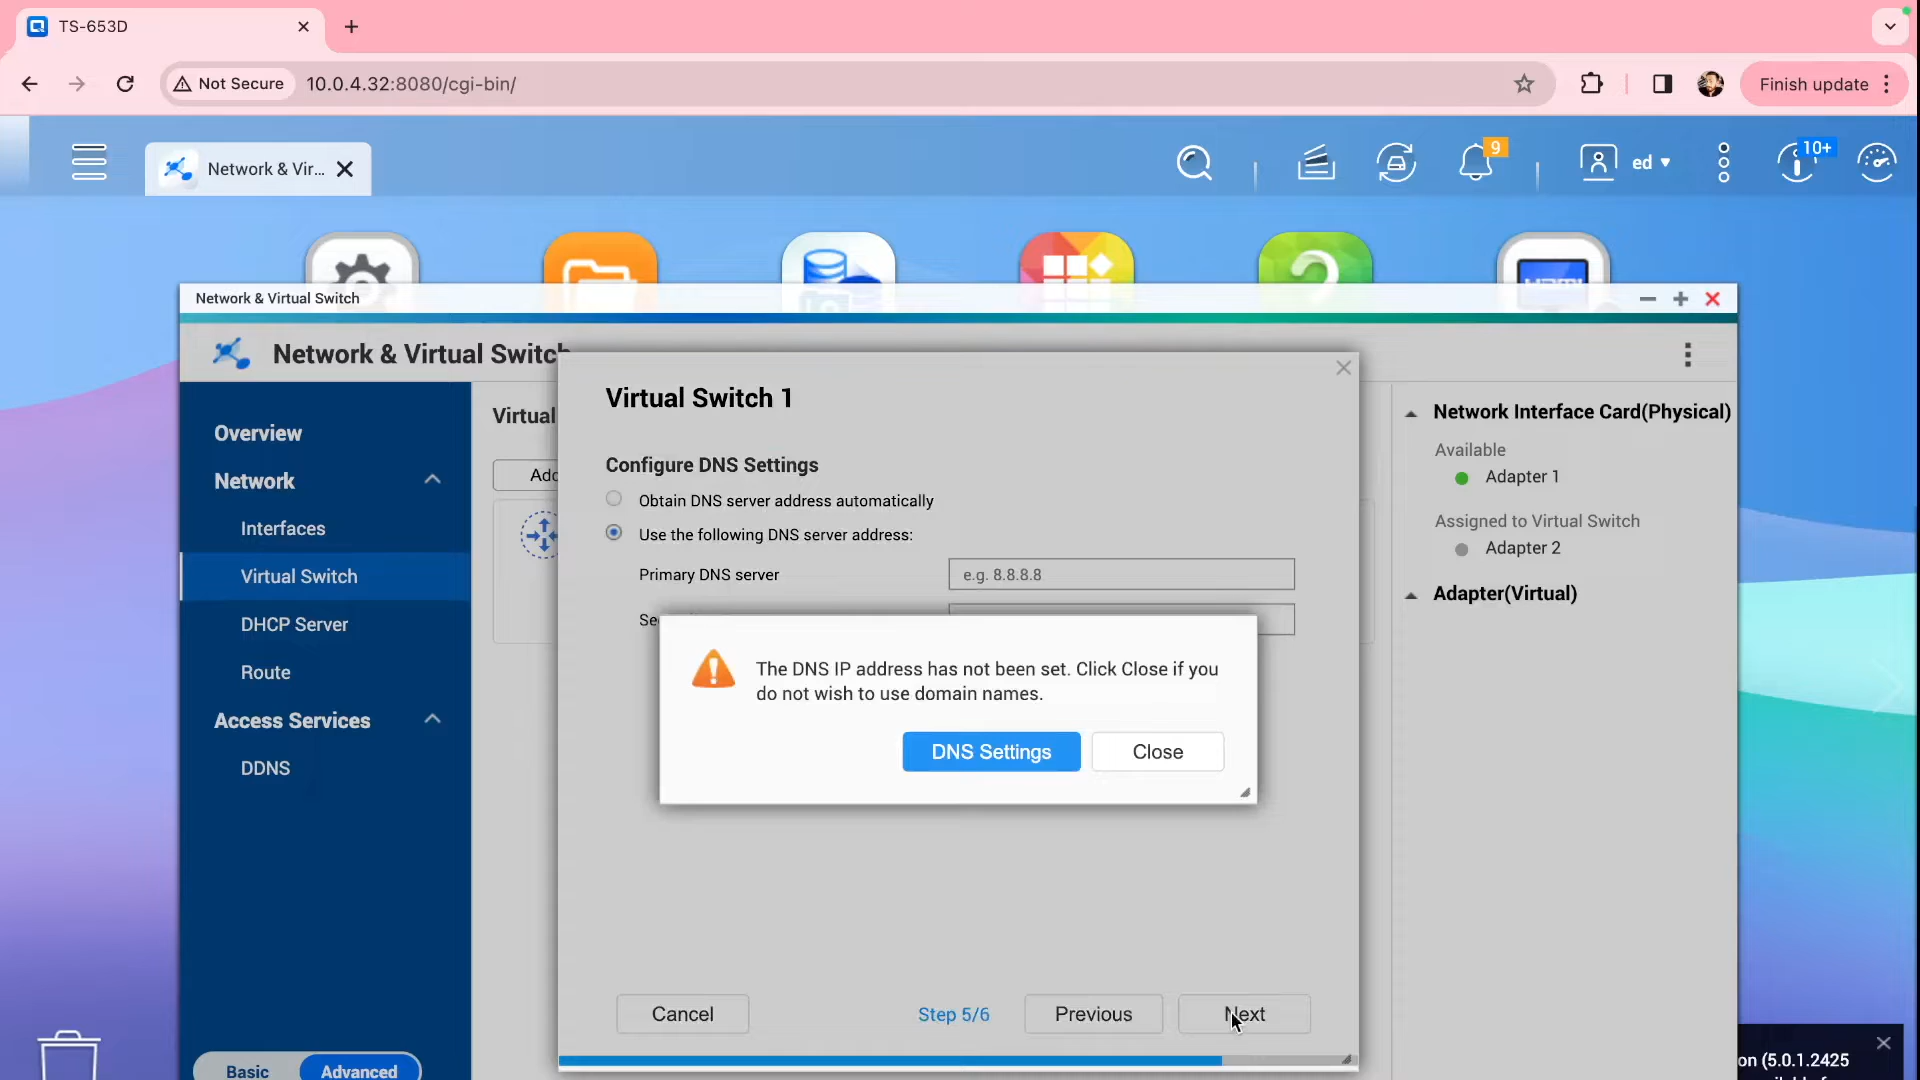 TS-653D
Not Secure
10.0.4.32:8080/cgi-bin/
Finish update
Network & Vir...
9
ed
10+
Network & Virtual Switch
Network & Virtual Switch
Overview
Network
Interfaces
Virtual Switch
DHCP Server
Route
Access Services
DDNS
Basic
Advanced
Virtual
Virtual Switch 1
Configure DNS Settings
Obtain DNS server address automatically
Use the following DNS server address:
Primary DNS server
e.g. 8.8.8.8
The DNS IP address has not been set. Click Close if you
do not wish to use domain names.
DNS Settings
Close
Cancel
Step 5/6
Previous
Next
Network Interface Card(Physical)
Available
Adapter 1
Assigned to Virtual Switch
Adapter 2
Adapter(Virtual)
on (5.0.1.2425